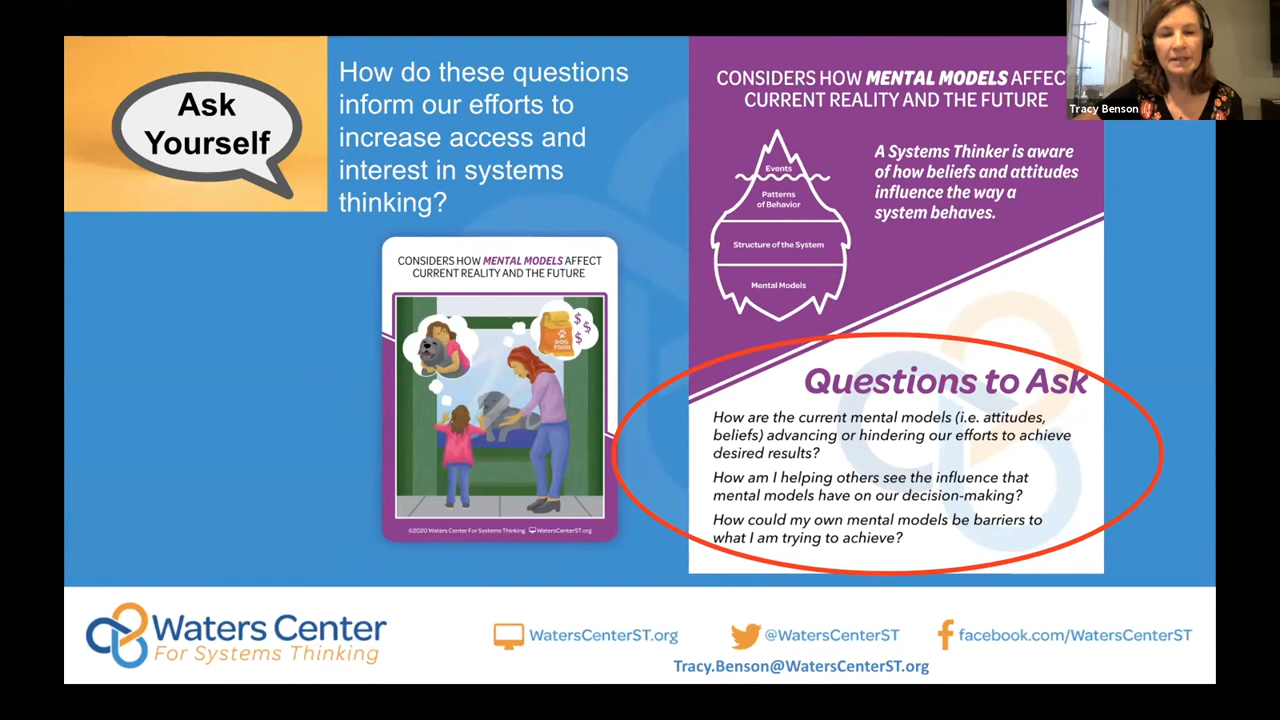 Ask
Yourself
How do these questions
inform our efforts to
increase access and
interest in systems
thinking?
CONSIDERS HOW MENTAL MODELS AFFECT
CURRENT REALITY AND THE FUTURE
DOG
FOOD
$
$
$
©2020 Waters Center For Systems Thinking WatersCenterST.org
CONSIDERS HOW MENTAL MODELS AFFEC
CURRENT REALITY AND THE FUTURE
Events
Patterns
of Behavior
Structure of the System
Mental Models
A Systems Thinker is aware
of how beliefs and attitudes
influence the way a
system behaves.
Questions to Ask
How are the current mental models (i.e. attitudes,
beliefs) advancing or hindering our efforts to achieve
desired results?
How am I helping others see the influence that
mental models have on our decision-making?
How could my own mental models be barriers to
what I am trying to achieve?
Tracy Benson
Waters Center
For Systems Thinking
WatersCenterST.org
@WatersCenterST
facebook.com/WatersCenterST
Tracy.Benson@WatersCenterST.org